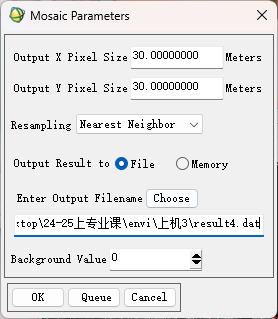 Mosaic Parameters
Output X Pixel Size 30.00000000 Meters
Output Y Pixel Size 30.00000000 Meters
Resampling Nearest Neighbor
Output Result to File Memory
Enter Output Filename Choose
:top\24-25上专业课\envi\上机3\result4.dat
Background Value 0
OK Queue Cancel